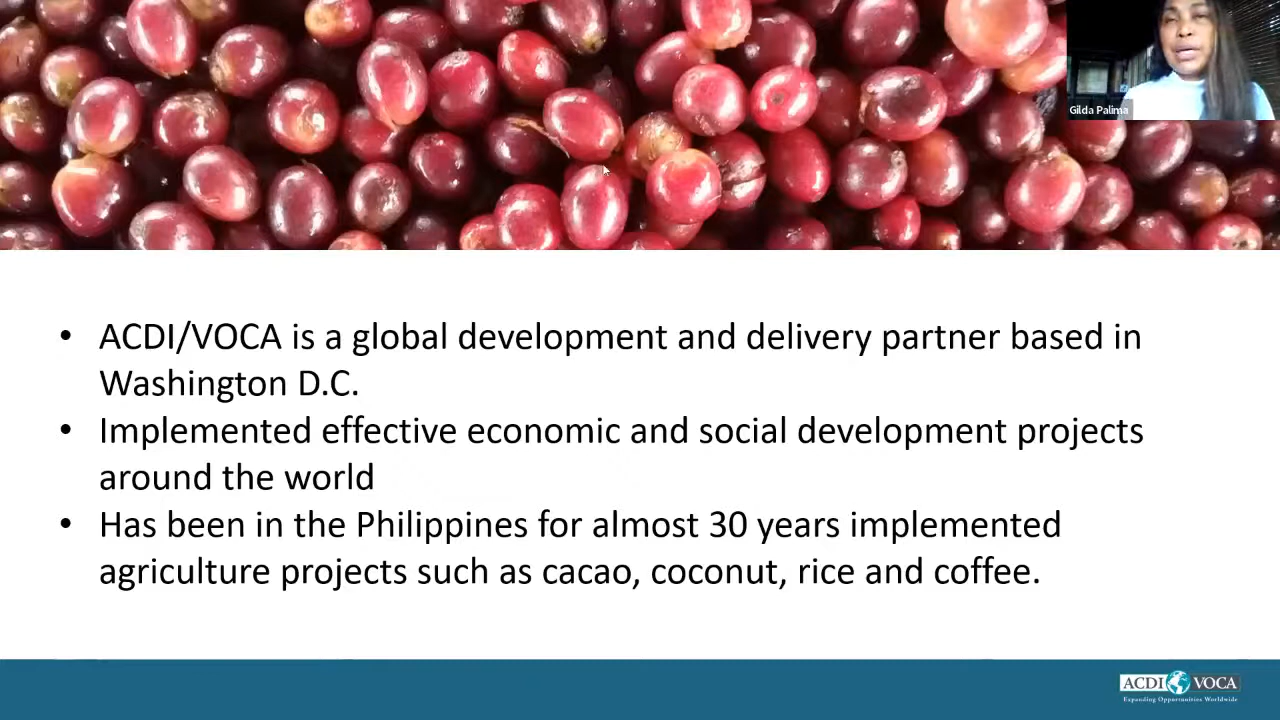 Gilda Palima
• ACDI/VOCA is a global development and delivery partner based in
Washington D.C.
• Implemented effective economic and social development projects
around the world
• Has been in the Philippines for almost 30 years implemented
agriculture projects such as cacao, coconut, rice and coffee.
ACDI VOCA
Expanding Opportunities Worldwide